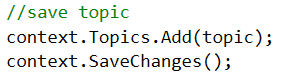 //save topic
context.Topics.Add(topic);
context.SaveChanges();